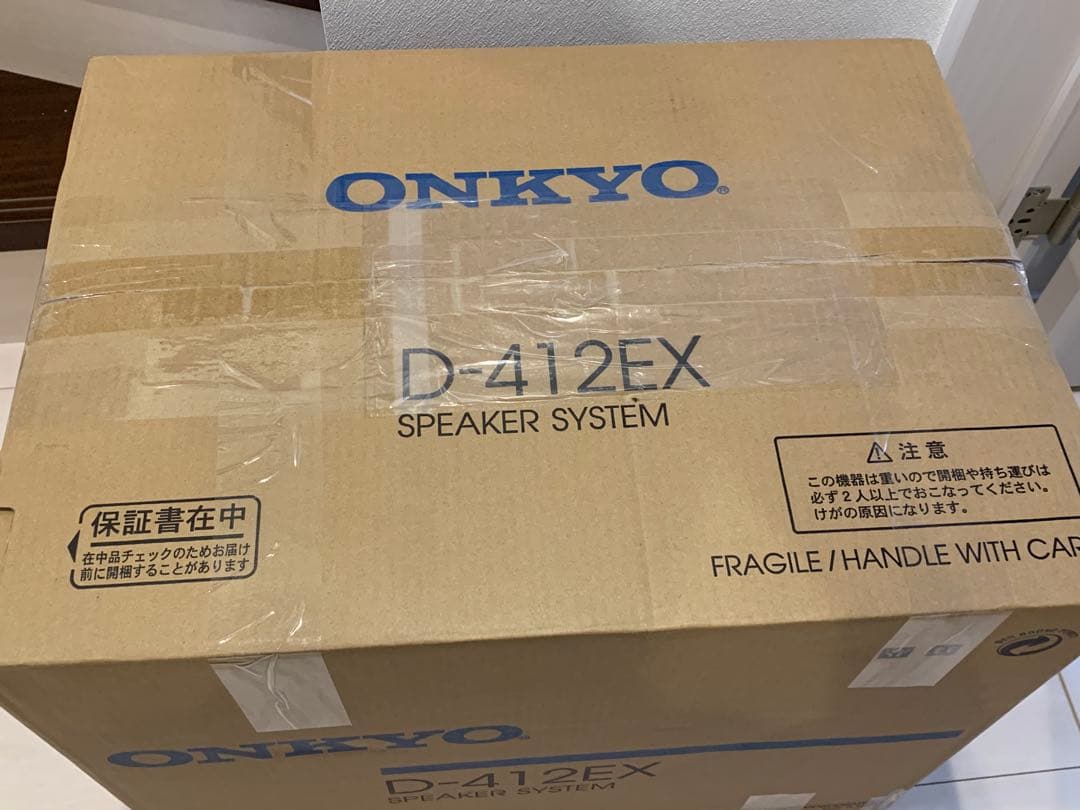 ONKYO®
D-412EX
SPEAKER SYSTEM
⚠注意
この機器は重いので開梱や持ち運びは
必ず2人以上でおこなってください。
けがの原因になります。
保証書在中
在中品チェックのためお届け
前に開梱することがあります
FRAGILE/HANDLE WITH CAR
ONKYO®
D-412EX
SPEAKER SYSTEM